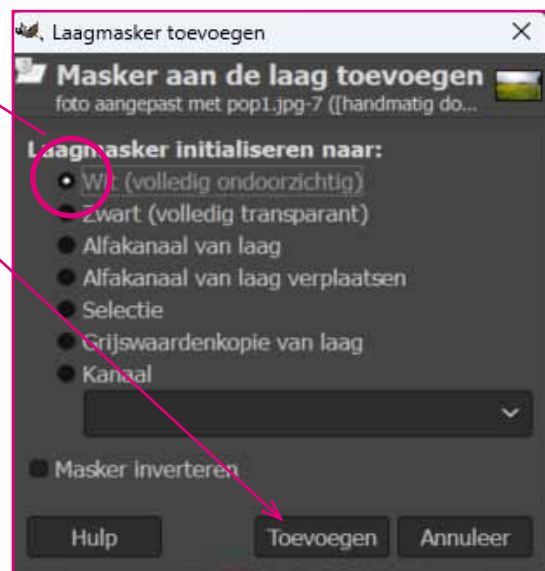 Laagmasker toevoegen
Masker aan de laag toevoegen
foto aangepast met pop1.jpg-7 ([handmatig do...
Laagmasker initialiseren naar:
Wit (volledig ondoorzichtig)
Zwart (volledig transparant)
Alfakanaal van laag
Alfakanaal van laag verplaatsen
Selectie
Grijswaardenkopie van laag
Kanaal
Masker inverteren
Hulp Toevoegen Annuleer